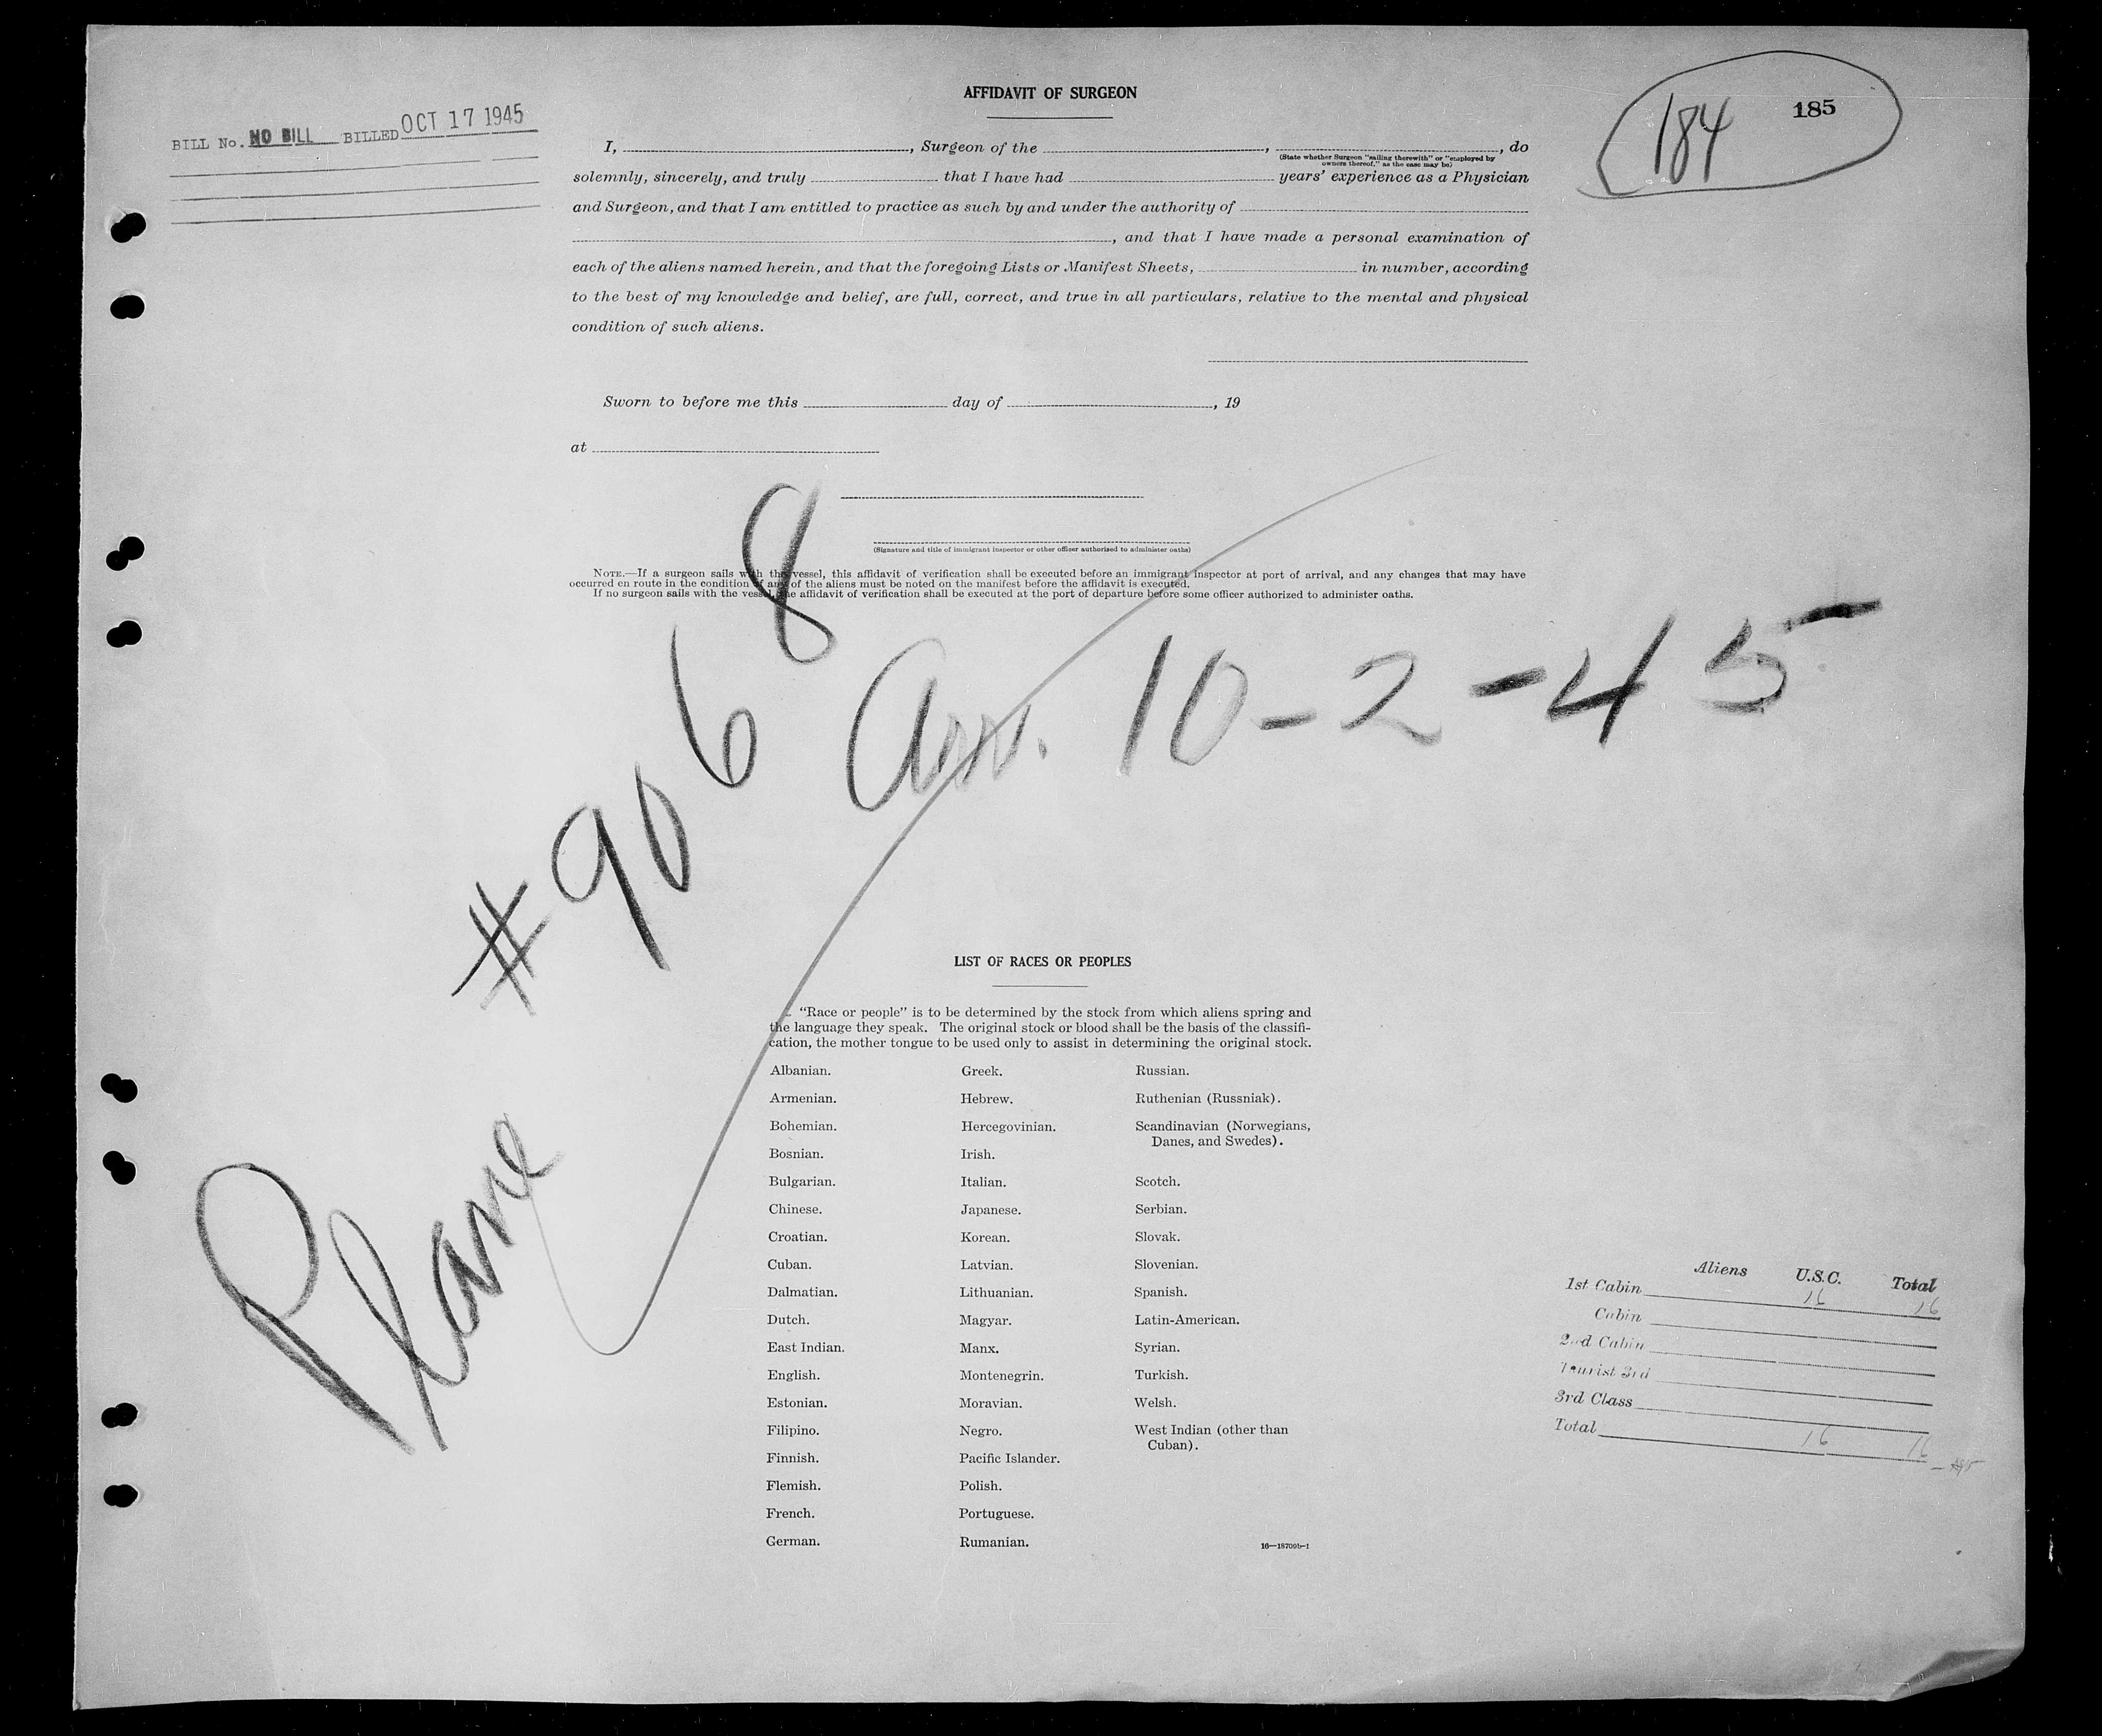 AFFIDAVIT OF SURGEON
184 185
BILL No. NO BILL BILLED OCT 17 1945
I, , Surgeon of the , , do
(State whether Surgeon "sailing therewith" or "employed by
owners thereof," as the case may be)
solemnly, sincerely, and truly that I have had years' experience as a Physician
and Surgeon, and that I am entitled to practice as such by and under the authority of
, and that I have made a personal examination of
each of the aliens named herein, and that the foregoing Lists or Manifest Sheets, in number, according
to the best of my knowledge and belief, are full, correct, and true in all particulars, relative to the mental and physical
condition of such aliens.
Sworn to before me this day of , 19
at
(Signature and title of immigrant inspector or other officer authorized to administer oaths)
NOTE.—If a surgeon sails with the vessel, this affidavit of verification shall be executed before an immigrant inspector at port of arrival, and any changes that may have
occurred en route in the condition of any of the aliens must be noted on the manifest before the affidavit is executed.
If no surgeon sails with the vessel, the affidavit of verification shall be executed at the port of departure before some officer authorized to administer oaths.
Plane #9068
Arr. 10-2-45
LIST OF RACES OR PEOPLES
"Race or people" is to be determined by the stock from which aliens spring and
the language they speak. The original stock or blood shall be the basis of the classifi-
cation, the mother tongue to be used only to assist in determining the original stock.
Albanian.
Armenian.
Bohemian.
Bosnian.
Bulgarian.
Chinese.
Croatian.
Cuban.
Dalmatian.
Dutch.
East Indian.
English.
Estonian.
Filipino.
Finnish.
Flemish.
French.
German.
Greek.
Hebrew.
Hercegovinian.
Irish.
Italian.
Japanese.
Korean.
Latvian.
Lithuanian.
Magyar.
Manx.
Montenegrin.
Moravian.
Negro.
Pacific Islander.
Polish.
Portuguese.
Rumanian.
Russian.
Ruthenian (Russniak).
Scandinavian (Norwegians,
Danes, and Swedes).
Scotch.
Serbian.
Slovak.
Slovenian.
Spanish.
Latin-American.
Syrian.
Turkish.
Welsh.
West Indian (other than
Cuban).
16—18709b-1
Aliens U.S.C. Total
1st Cabin 16 16
Cabin
2nd Cabin
Tourist 3rd
3rd Class
Total 16 16